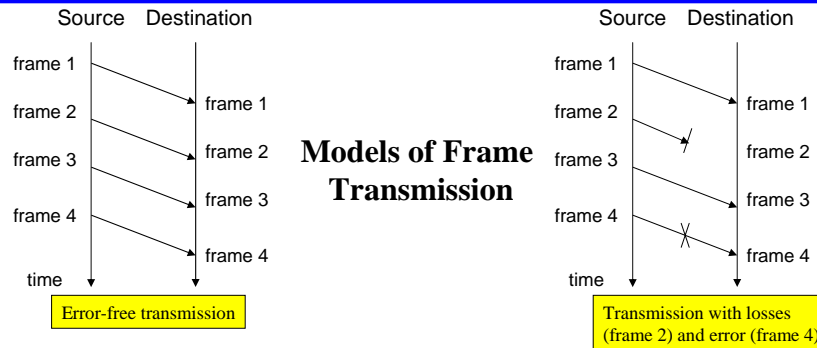 Source Destination
frame 1
frame 1
frame 2
frame 2
frame 3
frame 3
frame 4
frame 4
time
Error-free transmission
Models of Frame
Transmission
Source Destination
frame 1
frame 1
frame 2
frame 2
frame 3
frame 3
frame 4
frame 4
time
Transmission with losses
(frame 2) and error (frame 4)